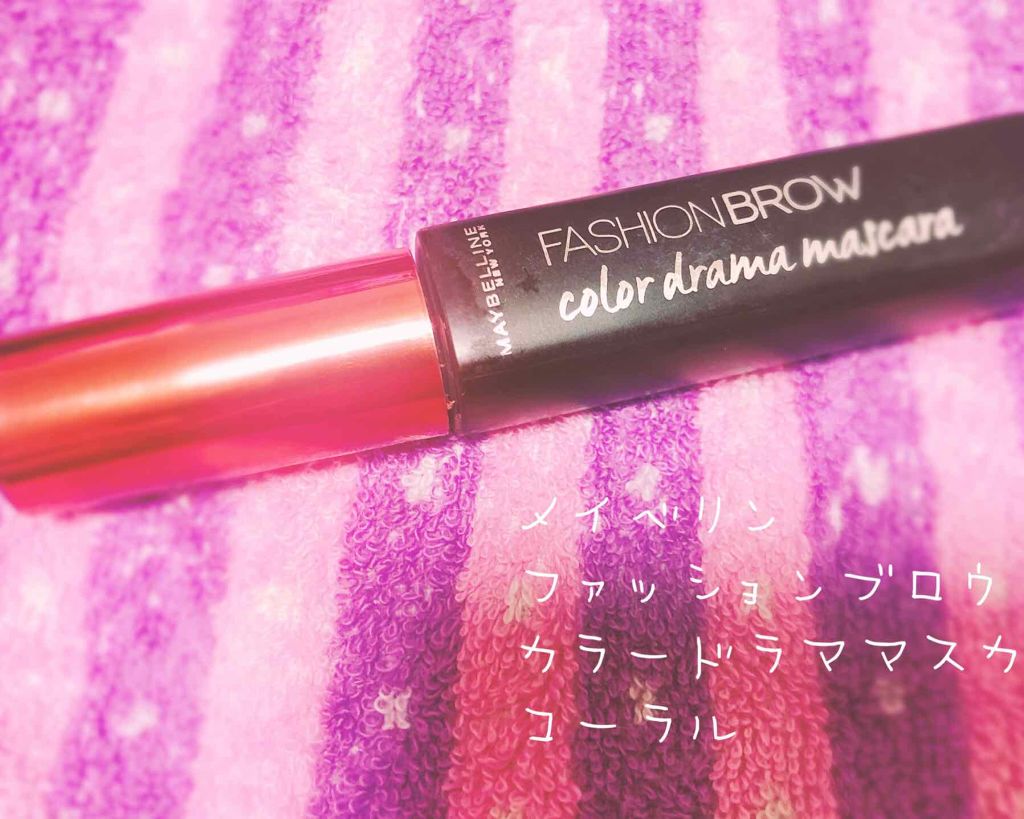 MAYBELLINE
NEW YORK
FASHIONBROW
color drama mascara
メイベリン
ファッションブロウ
カラードラママスカ
コーラル